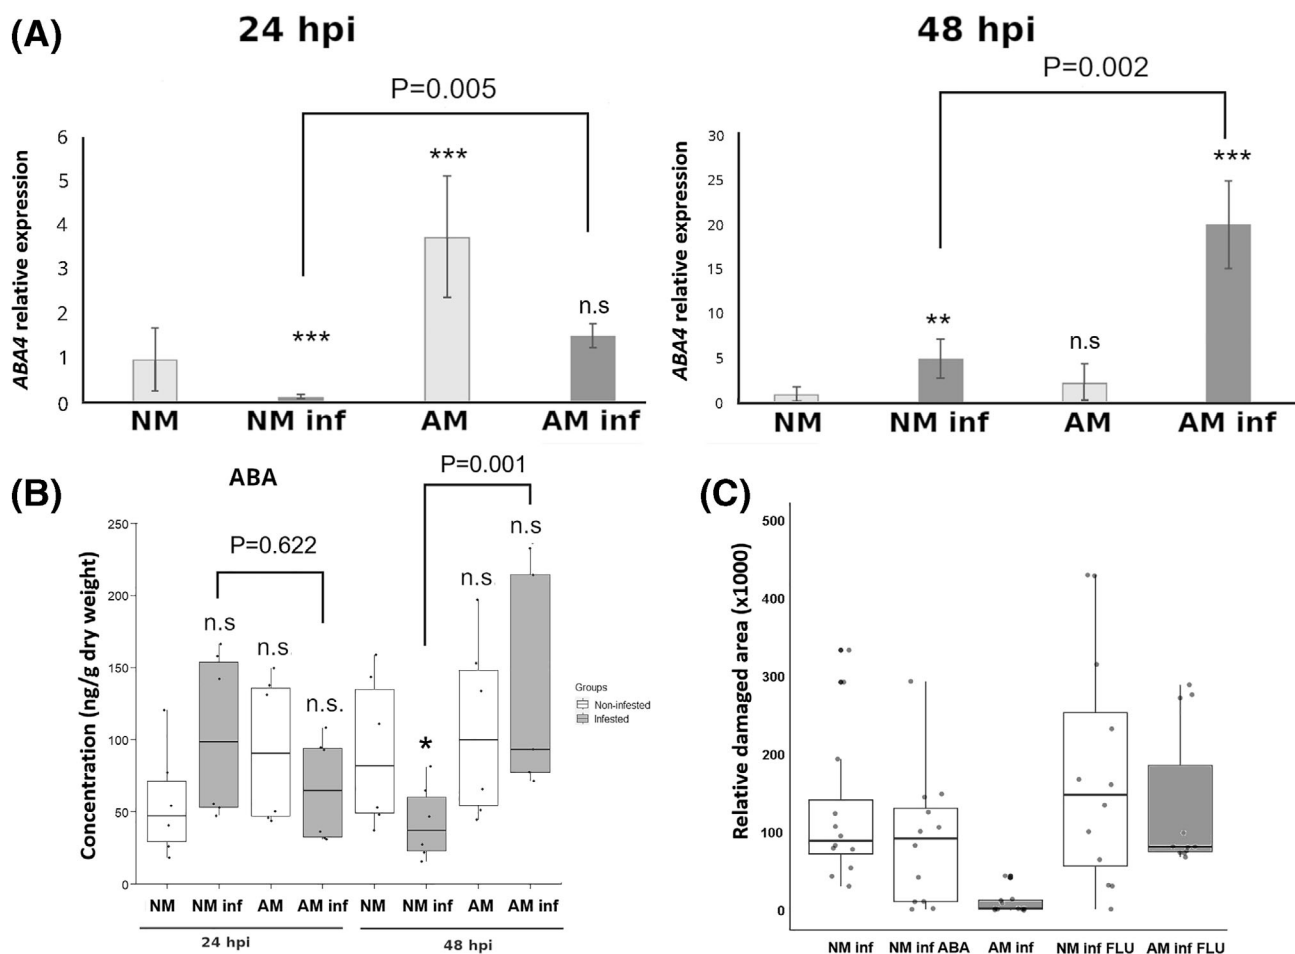 (A)
24 hpi
48 hpi
P=0.005
P=0.002
ABA4 relative expression
6
5
4
3
2
1
0
***
***
n.s
NM
NM inf
AM
AM inf
ABA4 relative expression
30
25
20
15
10
5
0
**
n.s
***
NM
NM inf
AM
AM inf
(B)
ABA
P=0.622
P=0.001
Concentration (ng/g dry weight)
250
200
150
100
50
0
n.s
n.s
n.s.
*
n.s
n.s
Groups
Non-infested
Infested
NM
NM inf
AM
AM inf
NM
NM inf
AM
AM inf
24 hpi
48 hpi
(C)
Relative damaged area (x1000)
500
400
300
200
100
0
NM inf
NM inf ABA
AM inf
NM inf FLU
AM inf FLU